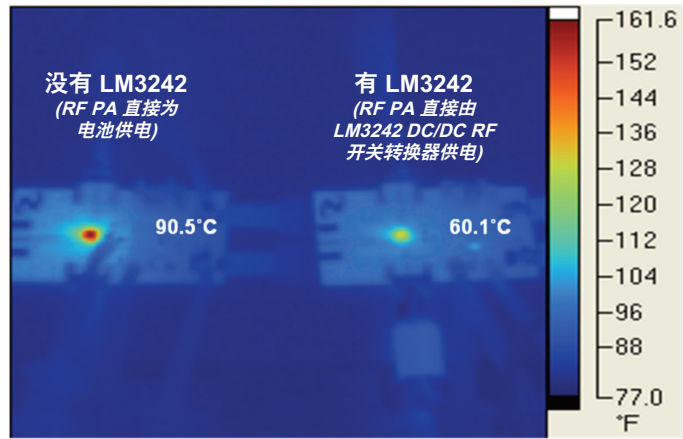 没有 LM3242
(RF PA 直接为
电池供电)
90.5°C
有 LM3242
(RF PA 直接由
LM3242 DC/DC RF
开关转换器供电)
60.1°C
161.6
152
144
136
128
120
112
104
96
88
77.0
°F